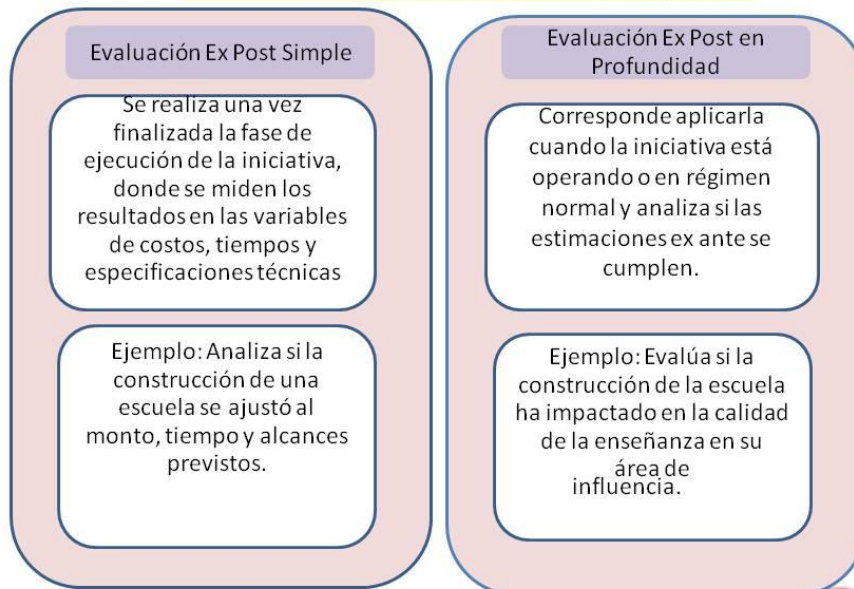 Evaluación Ex Post Simple
Se realiza una vez
finalizada la fase de
ejecución de la iniciativa,
donde se miden los
resultados en las variables
de costos, tiempos y
especificaciones técnicas
Ejemplo: Analiza si la
construcción de una
escuela se ajustó al
monto, tiempo y alcances
previstos.
Evaluación Ex Post en
Profundidad
Corresponde aplicarla
cuando la iniciativa está
operando o en régimen
normal y analiza si las
estimaciones ex ante se
cumplen.
Ejemplo: Evalúa si la
construcción de la escuela
ha impactado en la calidad
de la enseñanza en su
área de
influencia.